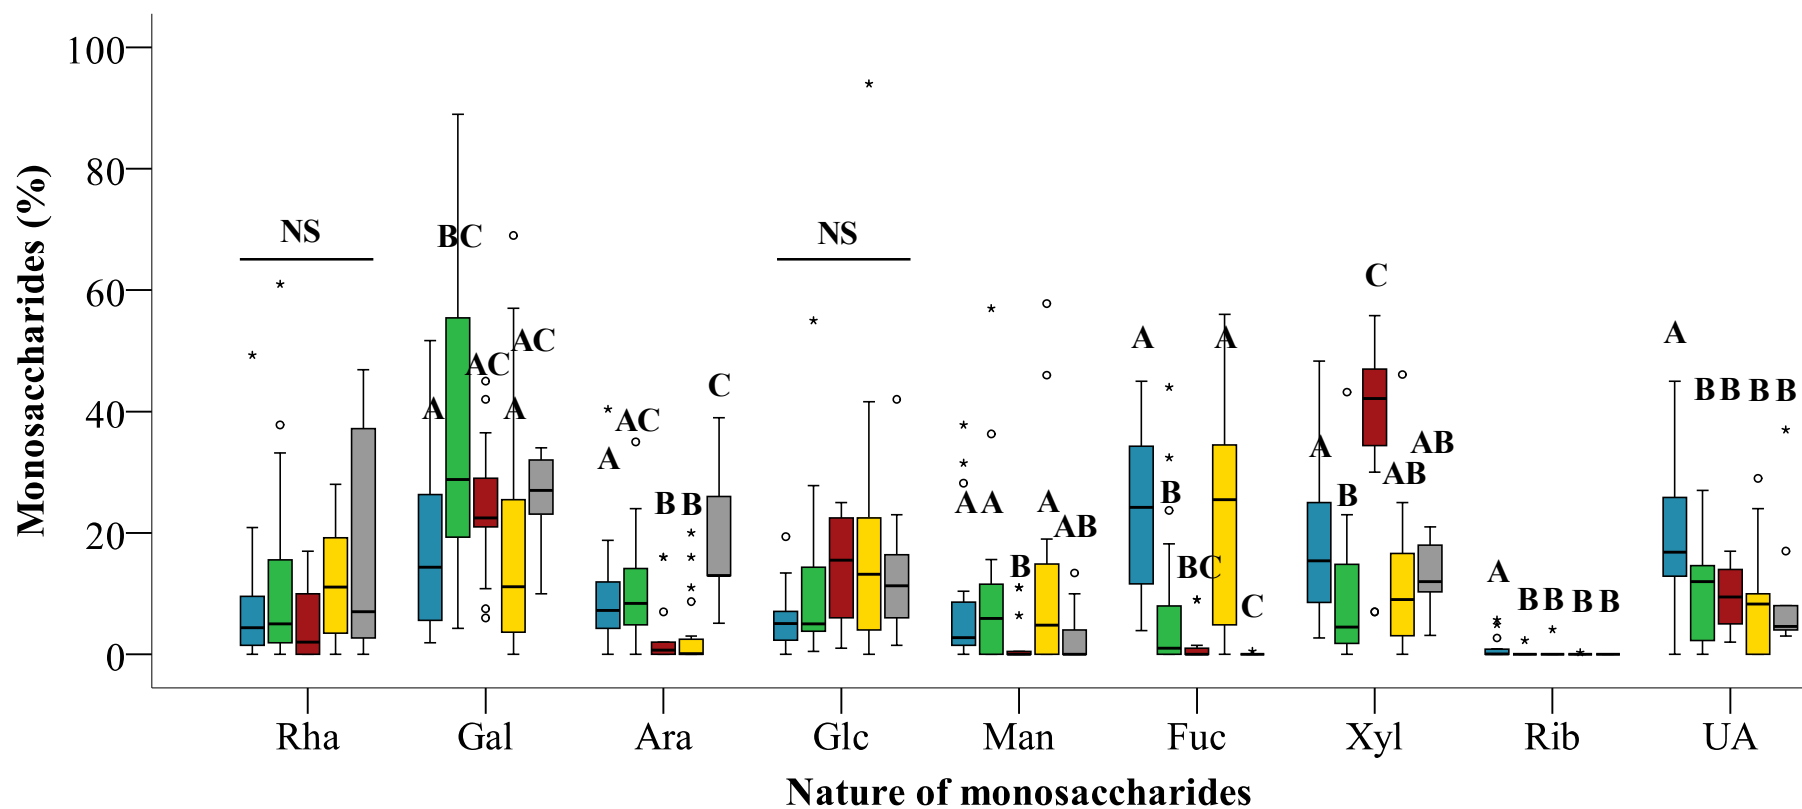 Monosaccharides (%)
100
80
60
40
20
0
NS
BC
A
AC
A
AC
A
AC
B
B
C
NS
A
A
B
A
AB
A
B
BC
A
C
A
B
C
AB
AB
A
B
B
B
B
A
B
B
B
B
Rha
Gal
Ara
Glc
Man
Fuc
Xyl
Rib
UA
Nature of monosaccharides